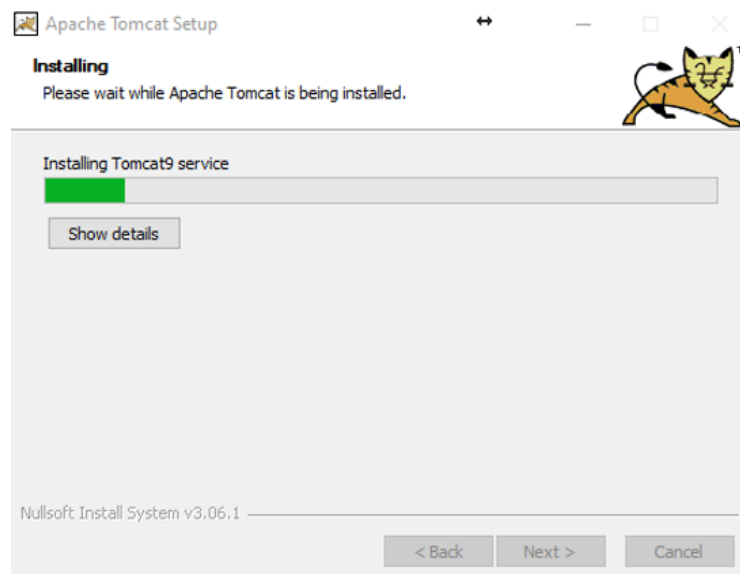 Apache Tomcat Setup
Installing
Please wait while Apache Tomcat is being installed.
Installing Tomcat9 service
Show details
Nullsoft Install System v3.06.1
< Back
Next >
Cancel